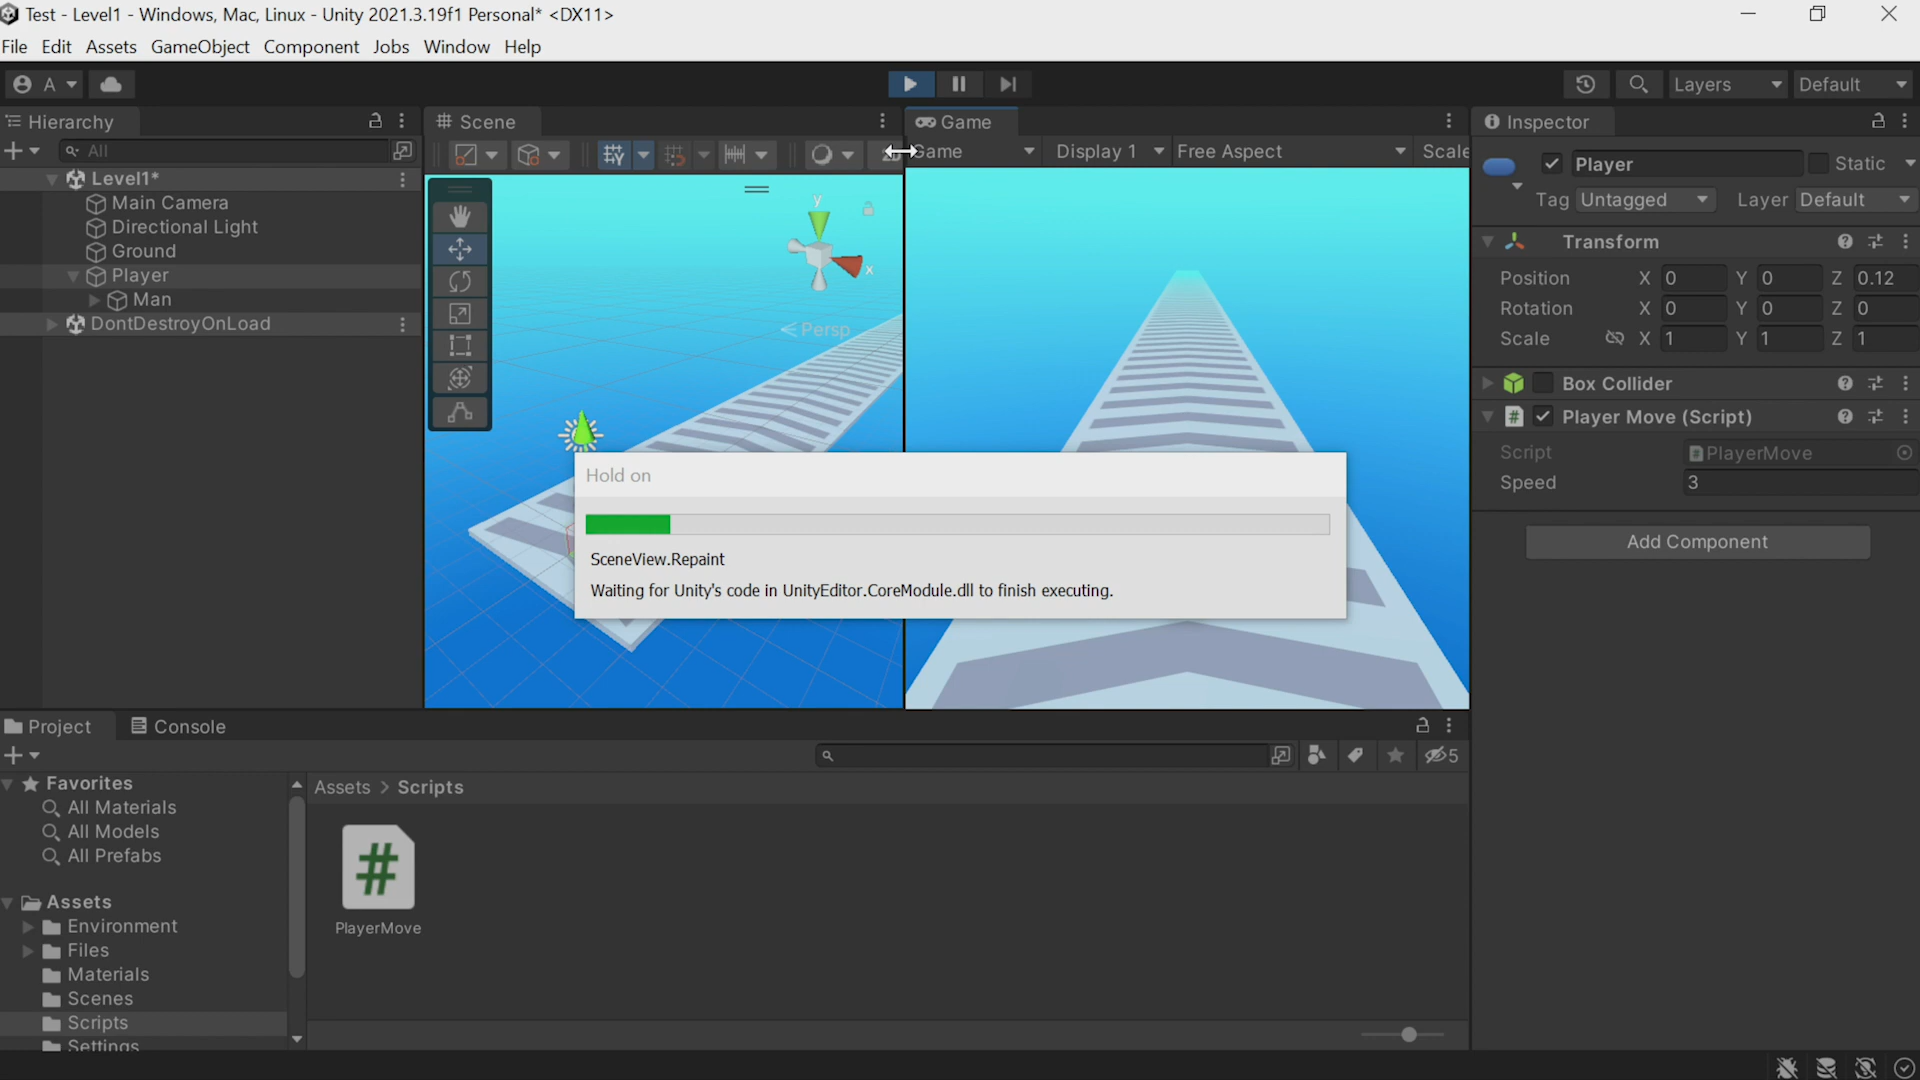 Test - Level1 - Windows, Mac, Linux - Unity 2021.3.19f1 Personal* <DX11>
File Edit Assets GameObject Component Jobs Window Help
A Layers Default
Hierarchy Scene Game Inspector
All Game Display 1 Free Aspect Scale
Player Static
Tag Untagged Layer Default
Level1*
Main Camera
Directional Light
Ground
Player
Man
DontDestroyOnLoad
y
x
Persp
Transform
Position X 0 Y 0 Z 0.12
Rotation X 0 Y 0 Z 0
Scale X 1 Y 1 Z 1
Box Collider
# Player Move (Script)
Script PlayerMove
Speed 3
Add Component
Hold on
SceneView.Repaint
Waiting for Unity's code in UnityEditor.CoreModule.dll to finish executing.
Project Console
5
Favorites
All Materials
All Models
All Prefabs
Assets
Environment
Files
Materials
Scenes
Scripts
Settings
Assets > Scripts
#
PlayerMove